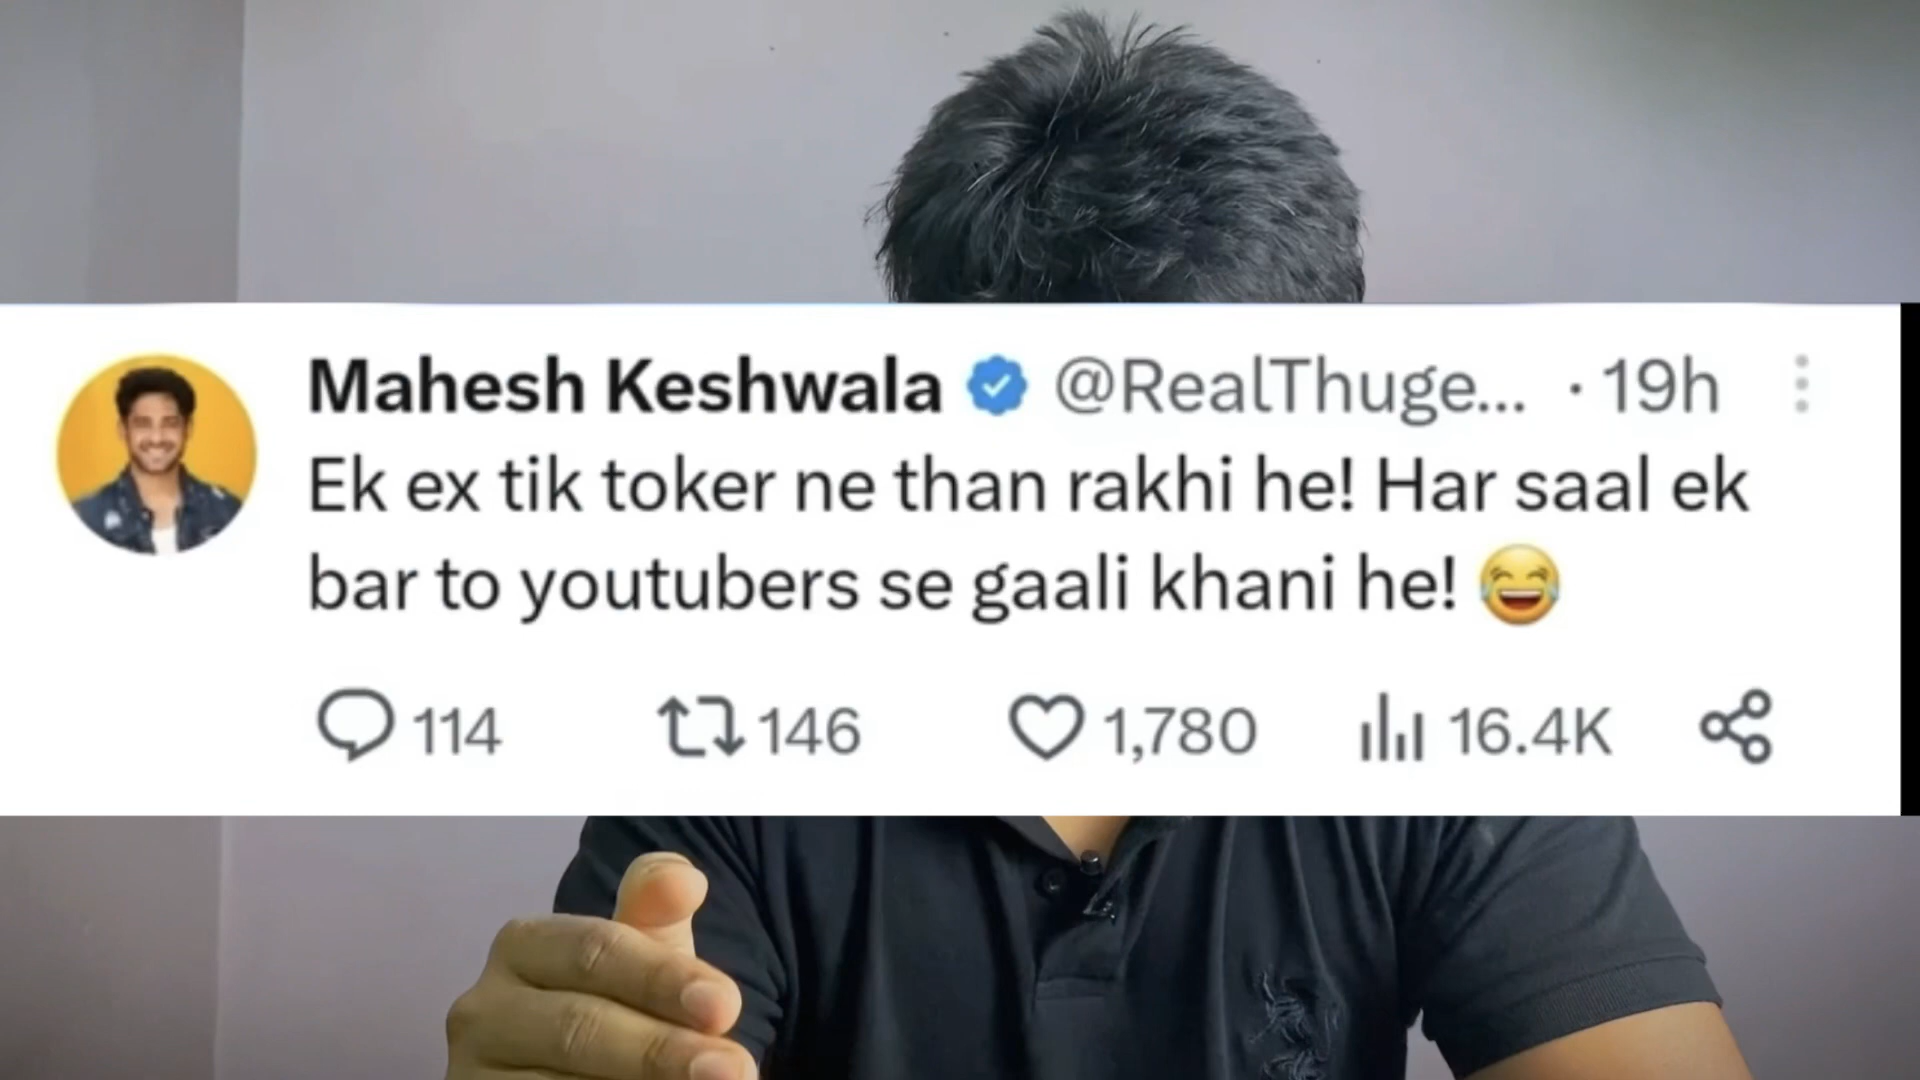 Mahesh Keshwala @RealThuge... · 19h
Ek ex tik toker ne than rakhi he! Har saal ek
bar to youtubers se gaali khani he! 😂
114 146 1,780 16.4K